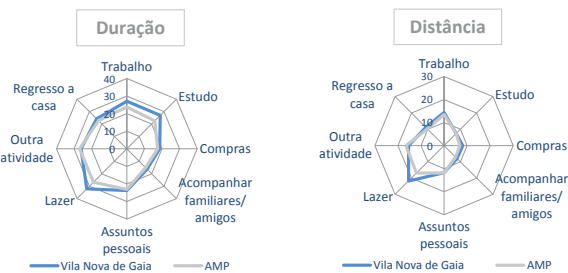 Duração
Trabalho
Estudo
Compras
Acompanhar
familiares/
amigos
Assuntos
pessoais
Lazer
Outra
atividade
Regresso a
casa
40
30
20
10
0
Vila Nova de Gaia
AMP
Distância
Trabalho
Estudo
Compras
Acompanhar
familiares/
amigos
Assuntos
pessoais
Lazer
Outra
atividade
Regresso a
casa
30
20
10
0
Vila Nova de Gaia
AMP